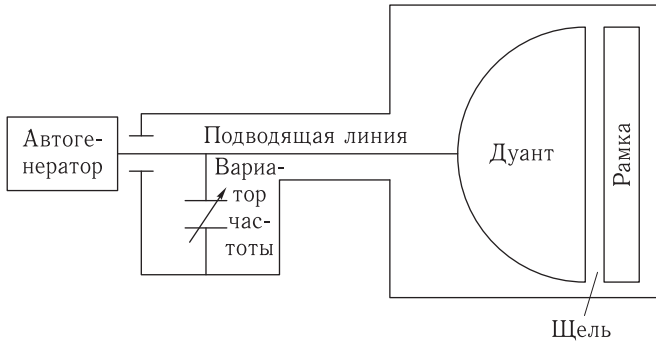 Автоге-
нератор
Подводящая линия
Вариа-
тор
час-
тоты
Дуант
Рамка
Щель